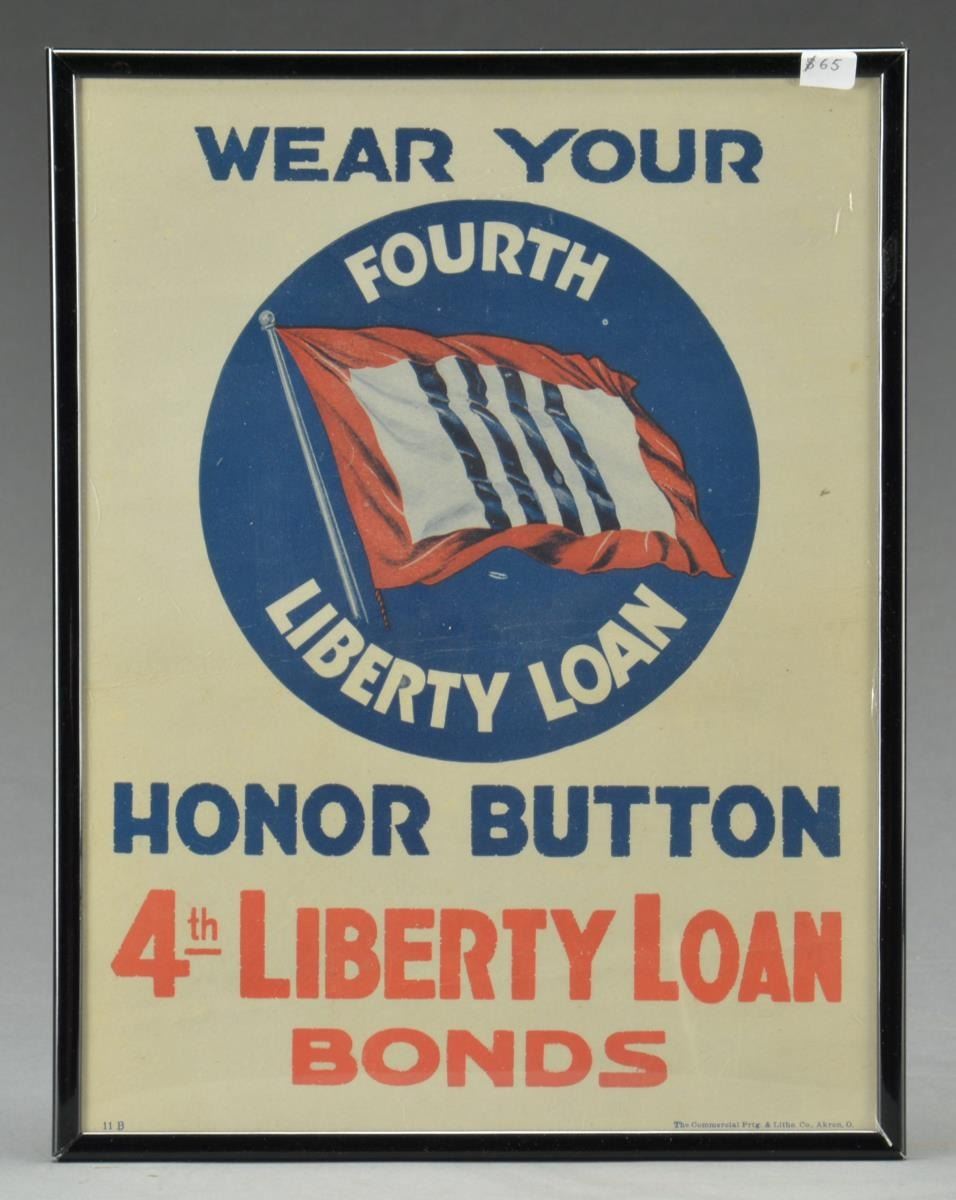 $65
WEAR YOUR
FOURTH
LIBERTY LOAN
HONOR BUTTON
4th LIBERTY LOAN
BONDS
11 B
The Commercial Prtg. & Litho. Co., Akron, O.